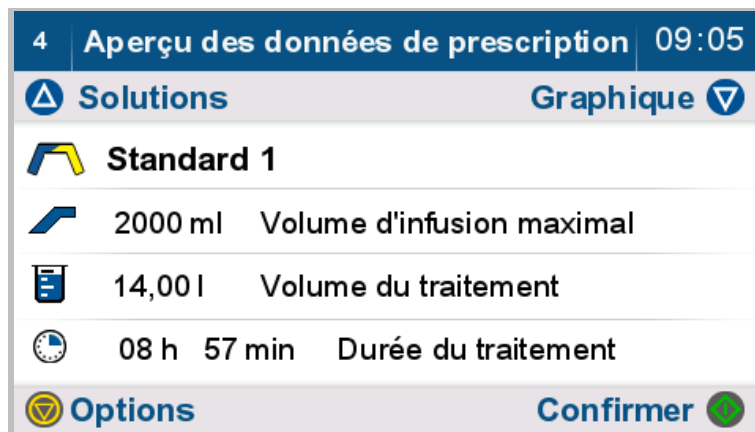 4 Aperçu des données de prescription 09:05
Solutions Graphique
Standard 1
2000 ml Volume d'infusion maximal
14,00 l Volume du traitement
08 h 57 min Durée du traitement
Options Confirmer